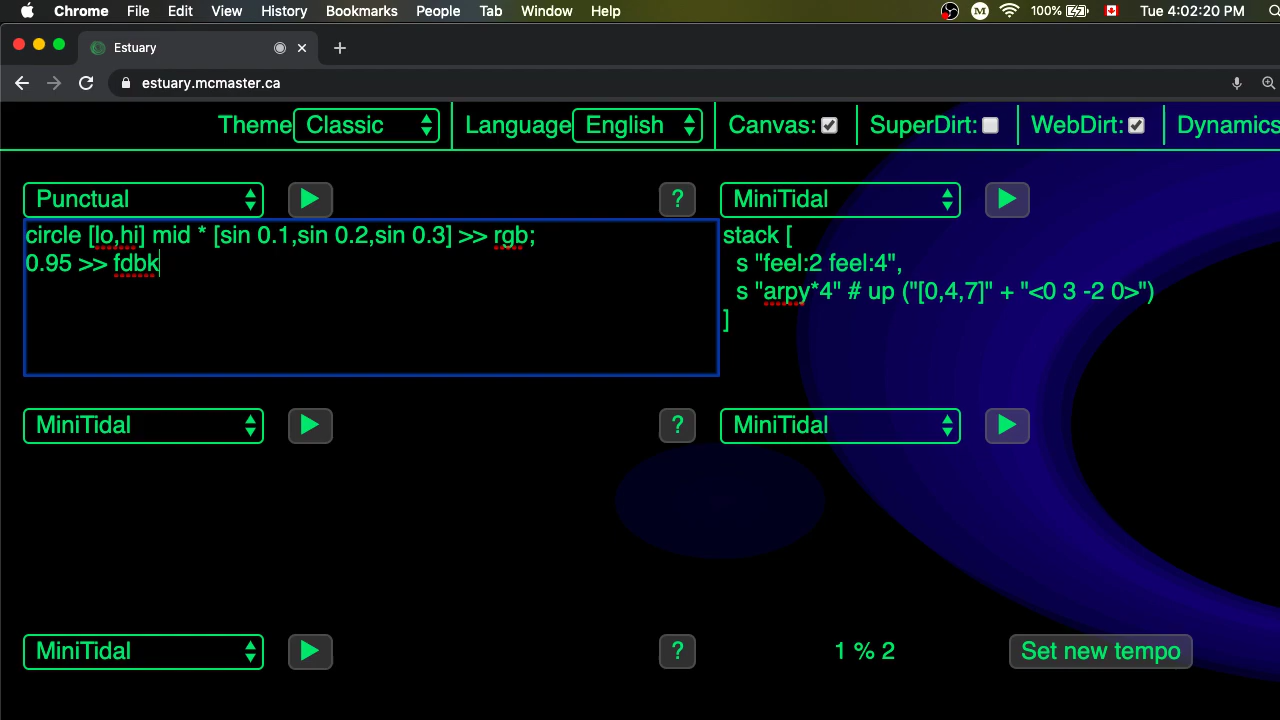 Chrome File Edit View History Bookmarks People Tab Window Help M 100% Tue 4:02:20 PM
Estuary
estuary.mcmaster.ca
Theme Classic Language English Canvas: SuperDirt: WebDirt: Dynamics
Punctual ? MiniTidal
circle [lo,hi] mid * [sin 0.1,sin 0.2,sin 0.3] >> rgb;
0.95 >> fdbk
stack [
s "feel:2 feel:4",
s "arpy*4" # up ("[0,4,7]" + "<0 3 -2 0>")
]
MiniTidal ? MiniTidal
MiniTidal ? 1 % 2 Set new tempo